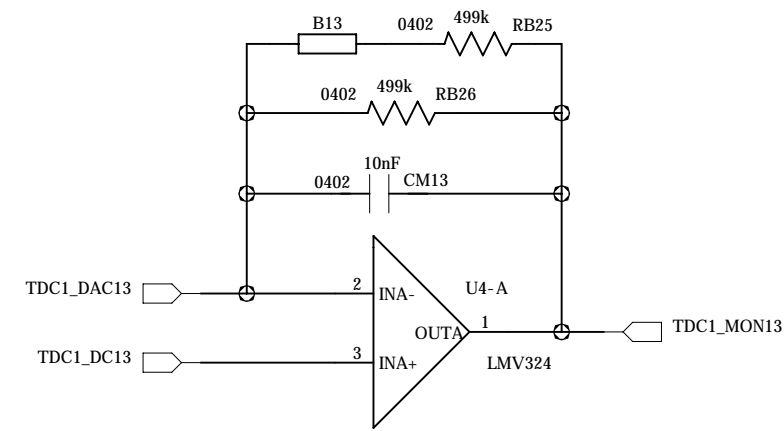 B13
0402 499k RB25
0402 499k RB26
10nF
0402 CM13
TDC1_DAC13 2 INA- U4-A
OUTA 1 TDC1_MON13
TDC1_DC13 3 INA+ LMV324